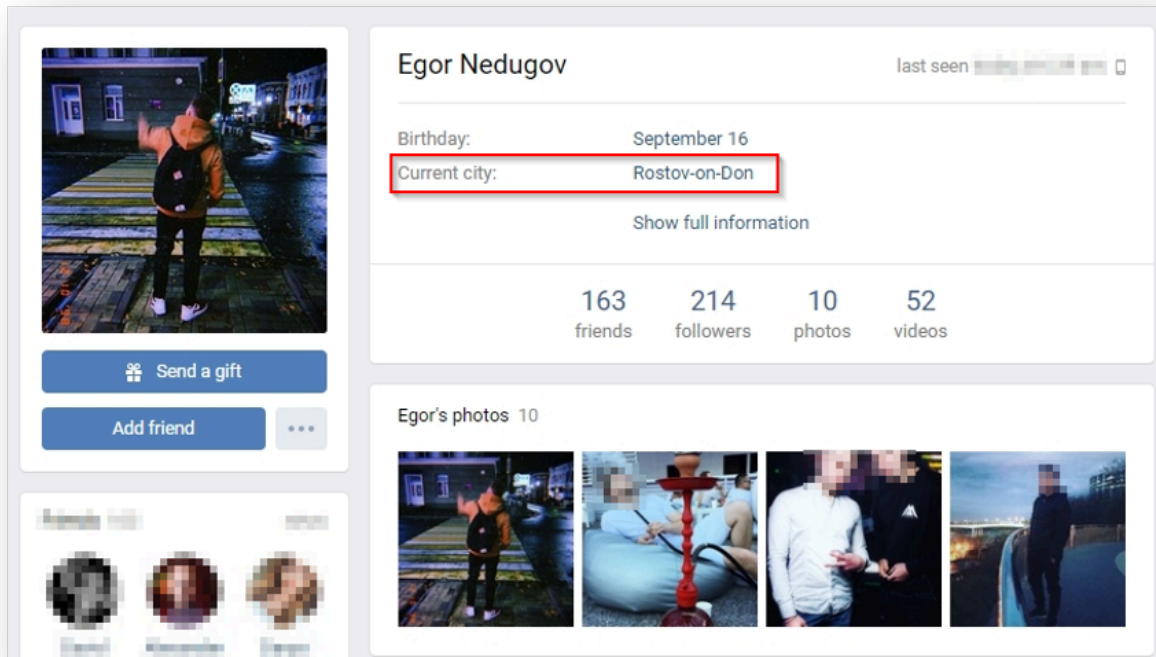 Egor Nedugov
last seen
Birthday: September 16
Current city: Rostov-on-Don
Show full information
163 214 10 52
friends followers photos videos
Send a gift
Add friend
Egor's photos 10